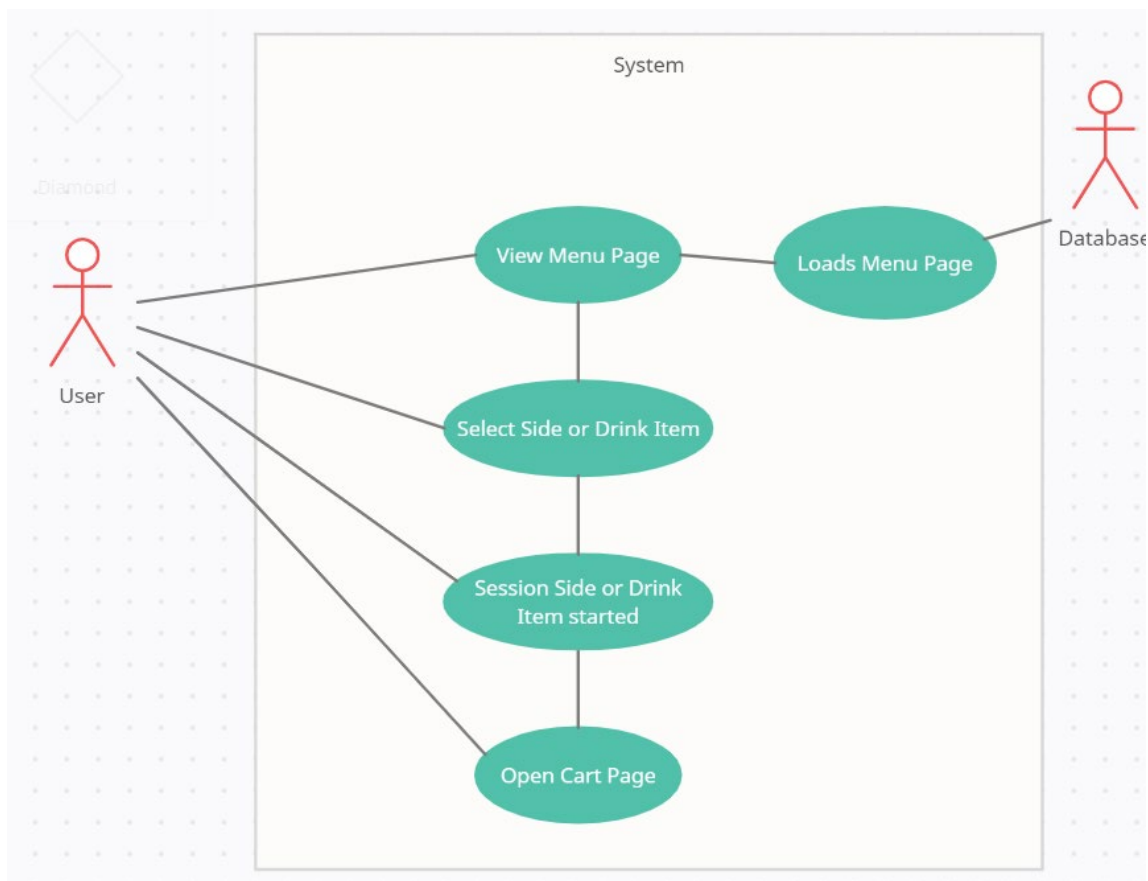 System
Diamond
Database
View Menu Page
Loads Menu Page
User
Select Side or Drink Item
Session Side or Drink
Item started
Open Cart Page